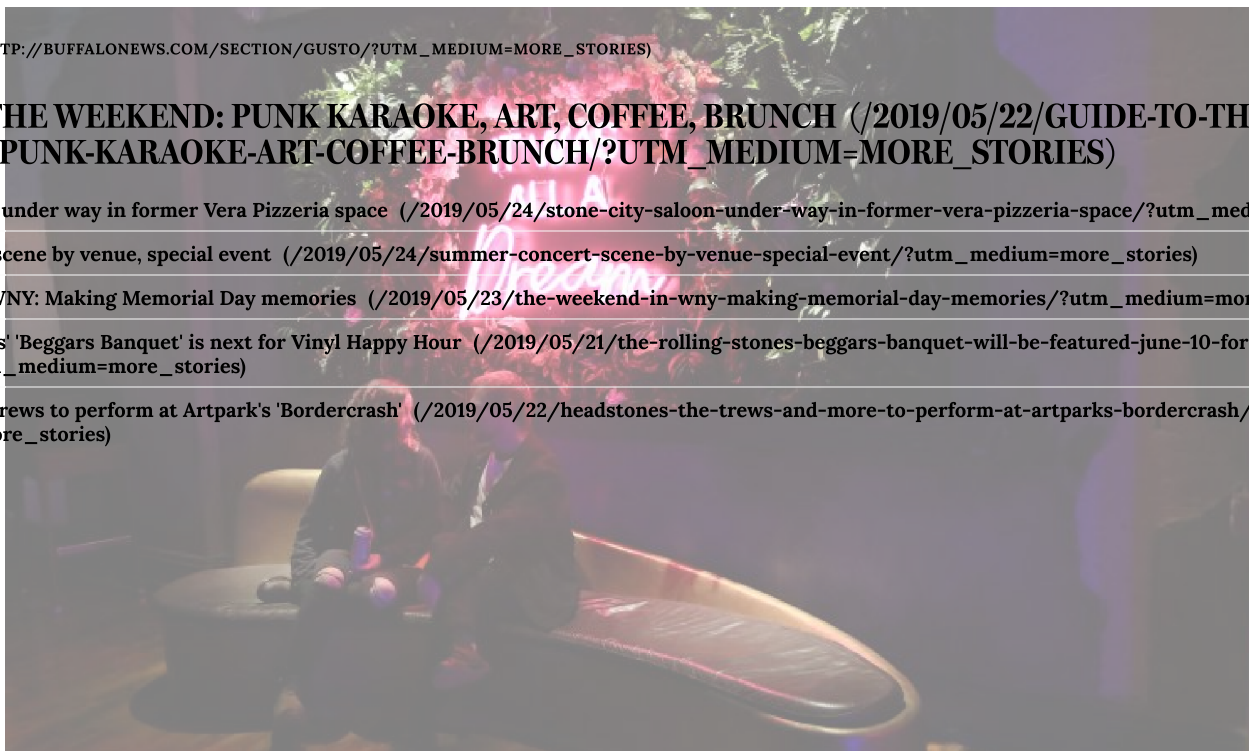 TP://BUFFALONEWS.COM/SECTION/GUSTO/?UTM_MEDIUM=MORE_STORIES)
THE WEEKEND: PUNK KARAOKE, ART, COFFEE, BRUNCH (/2019/05/22/GUIDE-TO-TH
PUNK-KARAOKE-ART-COFFEE-BRUNCH/?UTM_MEDIUM=MORE_STORIES)
ALL A
Dream
under way in former Vera Pizzeria space (/2019/05/24/stone-city-saloon-under-way-in-former-vera-pizzeria-space/?utm_med
scene by venue, special event (/2019/05/24/summer-concert-scene-by-venue-special-event/?utm_medium=more_stories)
WNY: Making Memorial Day memories (/2019/05/23/the-weekend-in-wny-making-memorial-day-memories/?utm_medium=mor
s' 'Beggars Banquet' is next for Vinyl Happy Hour (/2019/05/21/the-rolling-stones-beggars-banquet-will-be-featured-june-10-for
_medium=more_stories)
rews to perform at Artpark's 'Bordercrash' (/2019/05/22/headstones-the-trews-and-more-to-perform-at-artparks-bordercrash/
ore_stories)